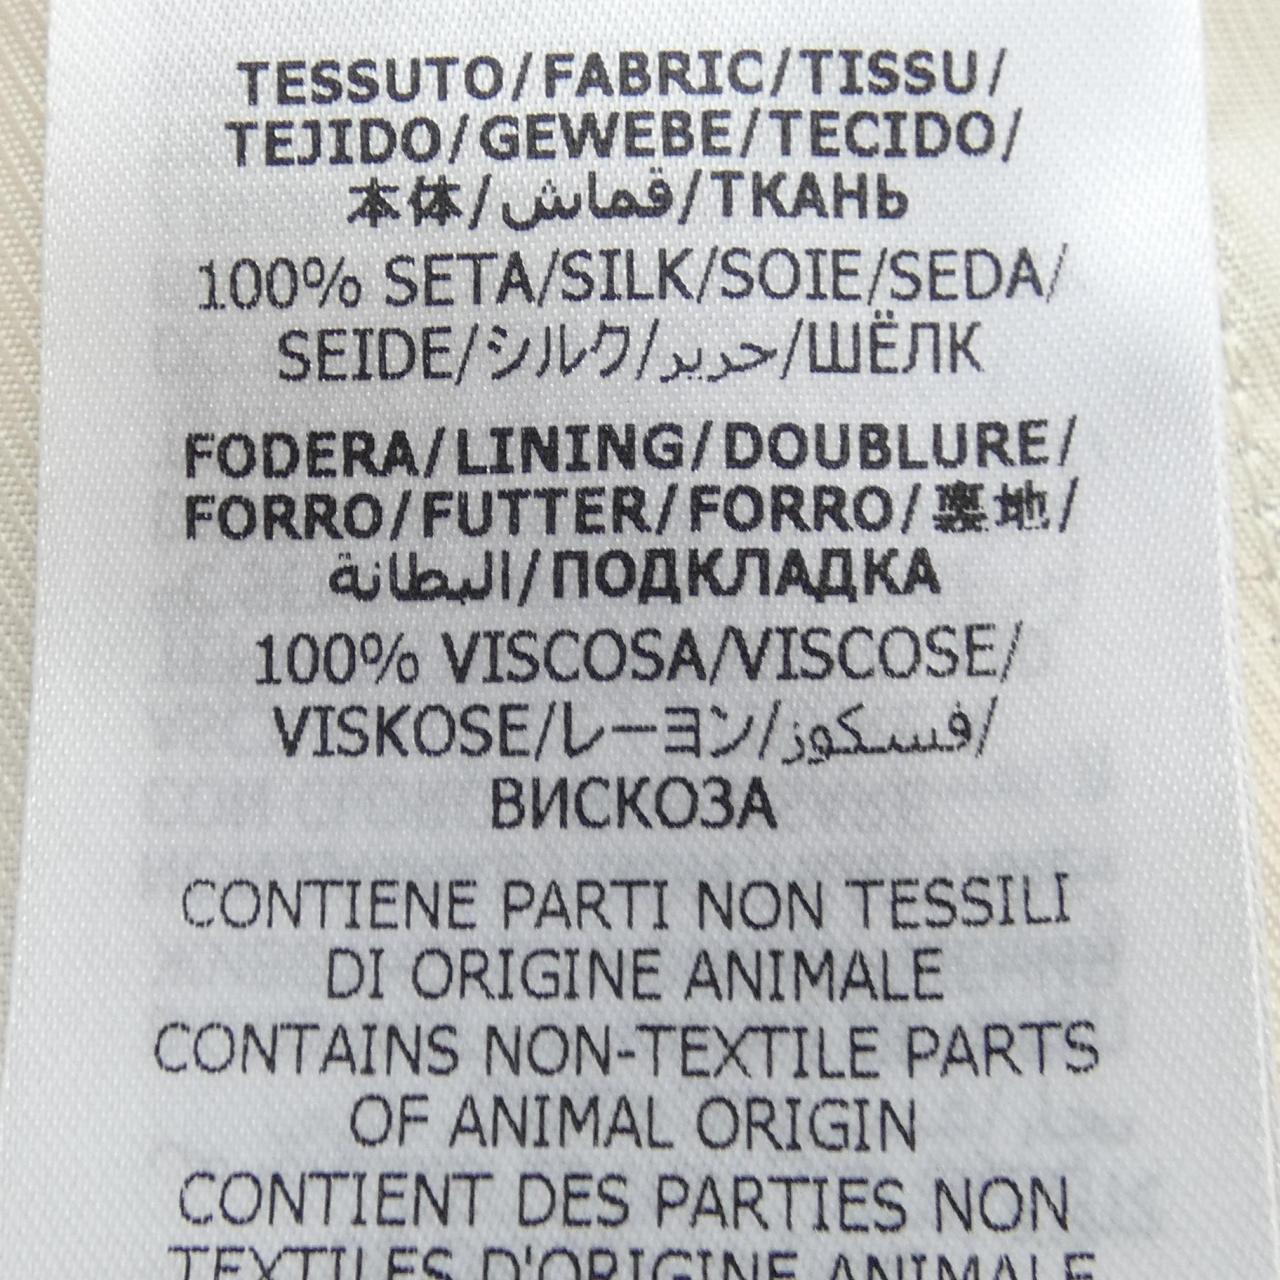 TESSUTO/FABRIC/TISSU/
TEJIDO/GEWEBE/TECIDO/
本体/قماش/ТКАНЬ
100% SETA/SILK/SOIE/SEDA/
SEIDE/シルク/حرير/ШЁЛК
FODERA/LINING/DOUBLURE/
FORRO/FUTTER/FORRO/裏地/
البطانة/ПОДКЛАДКА
100% VISCOSA/VISCOSE/
VISKOSE/レーヨン/فسكوز/
ВИСКОЗА
CONTIENE PARTI NON TESSILI
DI ORIGINE ANIMALE
CONTAINS NON-TEXTILE PARTS
OF ANIMAL ORIGIN
CONTIENT DES PARTIES NON
TEXTILES D'ORIGINE ANIMALE